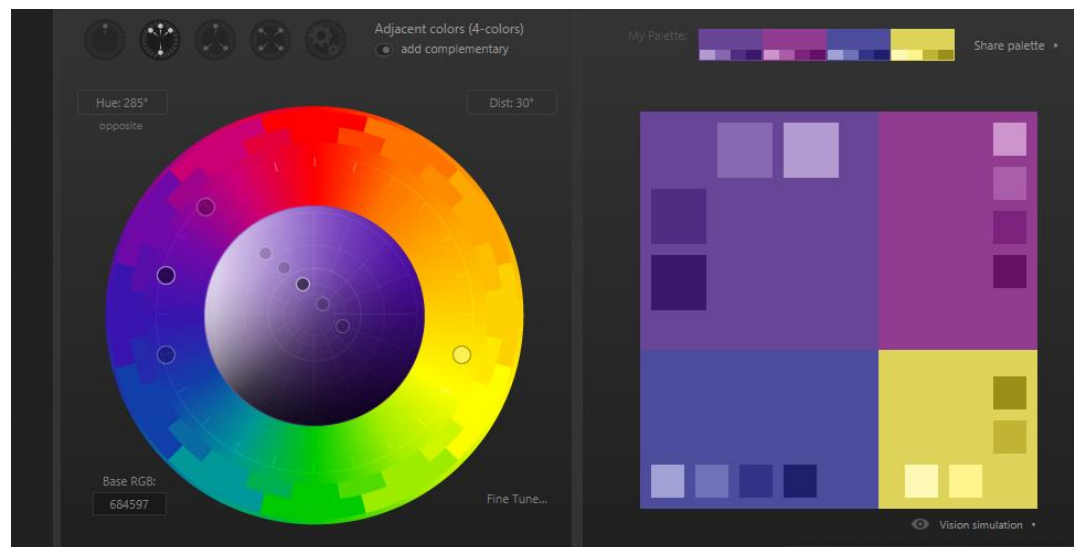 Adjacent colors (4-colors)
add complementary
My Palette:
Share palette
Hue: 285°
Dist: 30°
opposite
Base RGB:
684597
Fine Tune...
Vision simulation